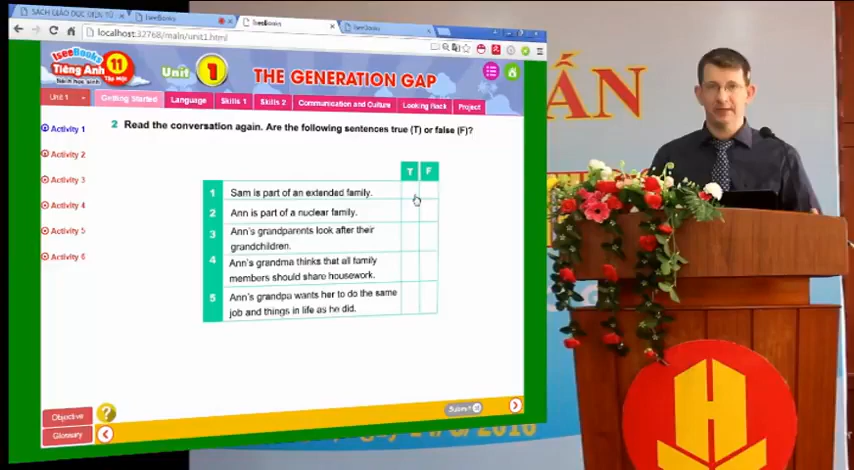 SÁCH GIÁO DỤC ĐIỆN TỬ
IseeBooks
IseeBooks
IseeBooks
localhost:32768/main/unit1.html
IseeBooks
Tiếng Anh 11
Tập Một
Sách học sinh
Unit 1
THE GENERATION GAP
Unit 1
Getting Started
Language
Skills 1
Skills 2
Communication and Culture
Looking Back
Project
Activity 1
Activity 2
Activity 3
Activity 4
Activity 5
Activity 6
2 Read the conversation again. Are the following sentences true (T) or false (F)?
T F
1 Sam is part of an extended family.
2 Ann is part of a nuclear family.
3 Ann's grandparents look after their
grandchildren.
4 Ann's grandma thinks that all family
members should share housework.
5 Ann's grandpa wants her to do the same
job and things in life as he did.
Objective
?
Glossary
Submit
ẤN
H
2016